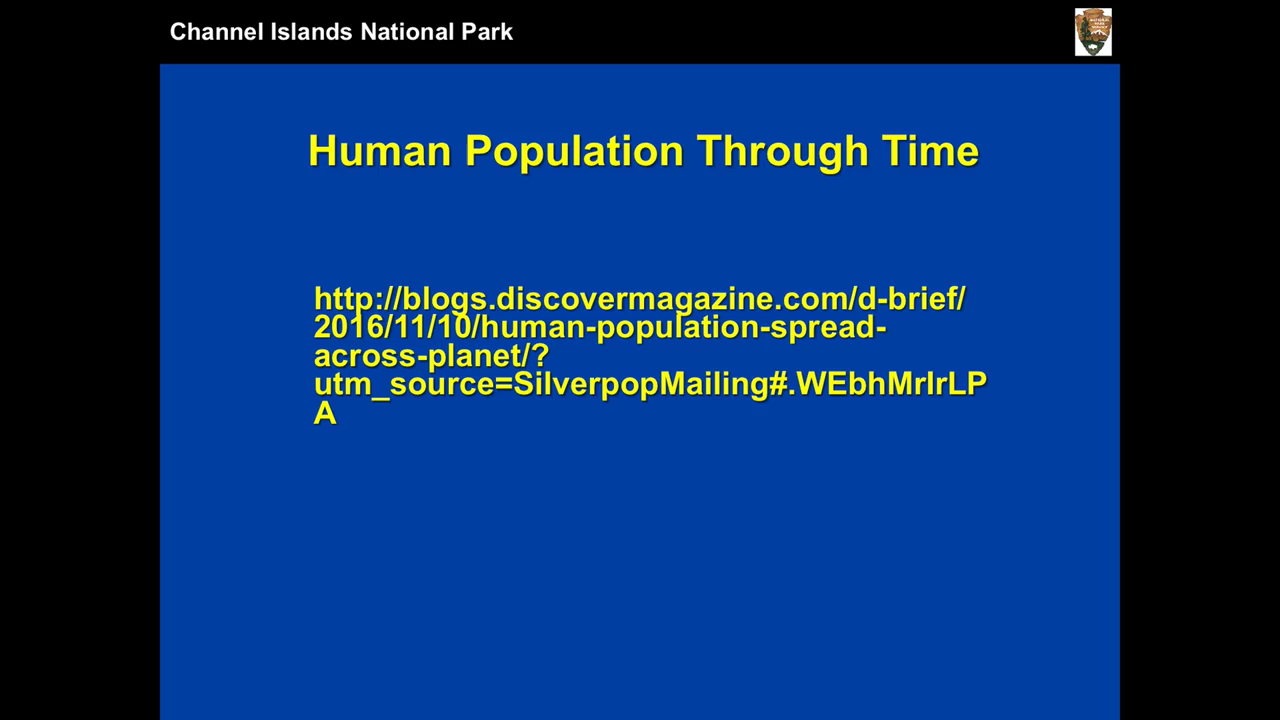 Channel Islands National Park
Human Population Through Time
http://blogs.discovermagazine.com/d-brief/
2016/11/10/human-population-spread-
across-planet/?
utm_source=SilverpopMailing#.WEbhMrIrLP
A